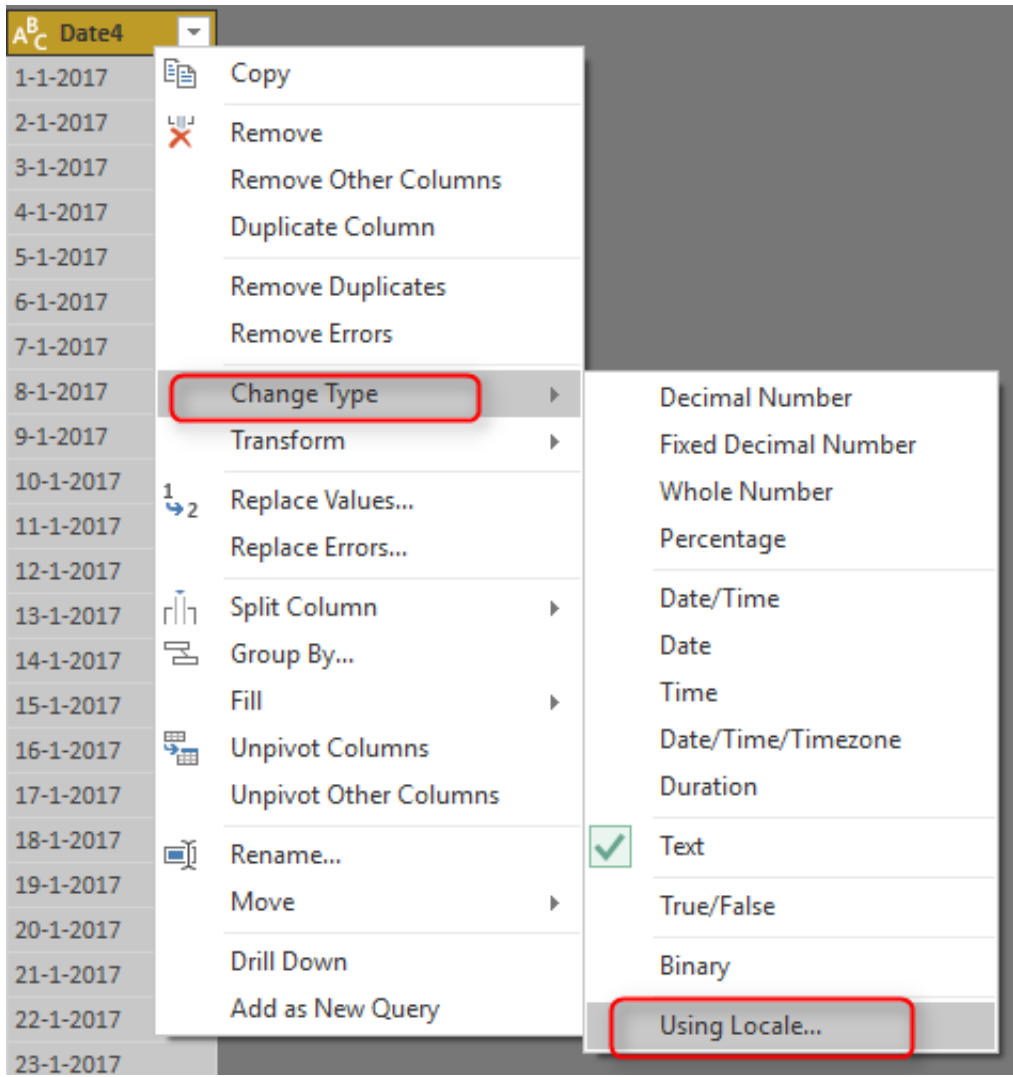 ABC Date4
1-1-2017
2-1-2017
3-1-2017
4-1-2017
5-1-2017
6-1-2017
7-1-2017
8-1-2017
9-1-2017
10-1-2017
11-1-2017
12-1-2017
13-1-2017
14-1-2017
15-1-2017
16-1-2017
17-1-2017
18-1-2017
19-1-2017
20-1-2017
21-1-2017
22-1-2017
23-1-2017
Copy
Remove
Remove Other Columns
Duplicate Column
Remove Duplicates
Remove Errors
Change Type
Transform
1
2
Replace Values...
Replace Errors...
Split Column
Group By...
Fill
Unpivot Columns
Unpivot Other Columns
Rename...
Move
Drill Down
Add as New Query
Decimal Number
Fixed Decimal Number
Whole Number
Percentage
Date/Time
Date
Time
Date/Time/Timezone
Duration
Text
True/False
Binary
Using Locale...